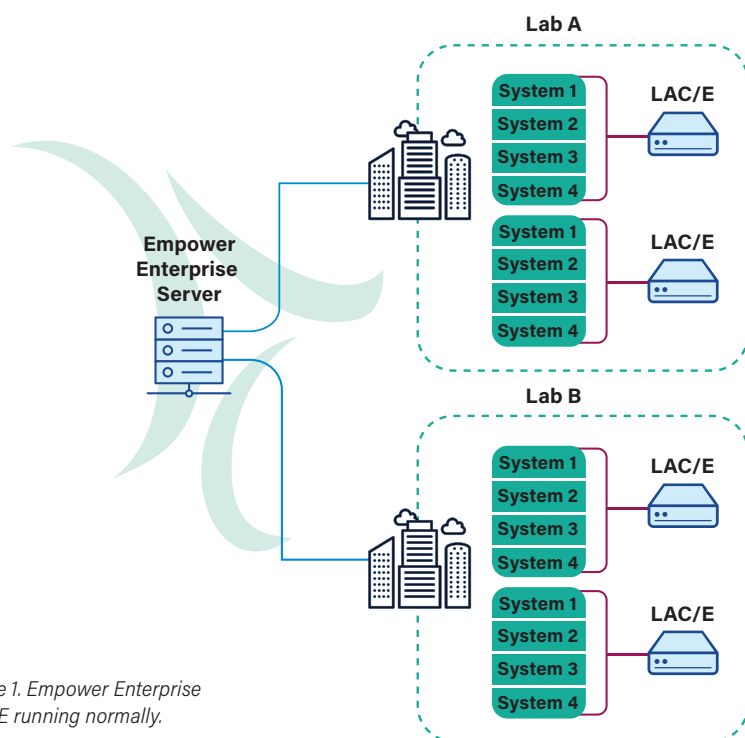 Lab A
System 1
System 2
System 3
System 4
LAC/E
System 1
System 2
System 3
System 4
LAC/E
Empower
Enterprise
Server
Lab B
System 1
System 2
System 3
System 4
LAC/E
System 1
System 2
System 3
System 4
LAC/E
1. Empower Enterprise
running normally.